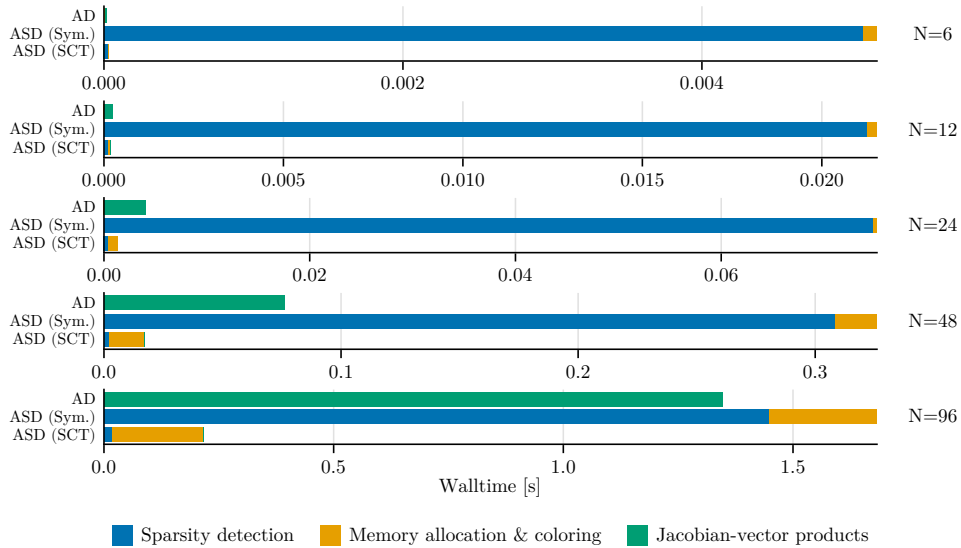 AD
ASD (Sym.)
ASD (SCT)
N=6
0.000 0.002 0.004
AD
ASD (Sym.)
ASD (SCT)
N=12
0.000 0.005 0.010 0.015 0.020
AD
ASD (Sym.)
ASD (SCT)
N=24
0.00 0.02 0.04 0.06
AD
ASD (Sym.)
ASD (SCT)
N=48
0.0 0.1 0.2 0.3
AD
ASD (Sym.)
ASD (SCT)
N=96
0.0 0.5 1.0 1.5
Walltime [s]
Sparsity detection Memory allocation & coloring Jacobian-vector products